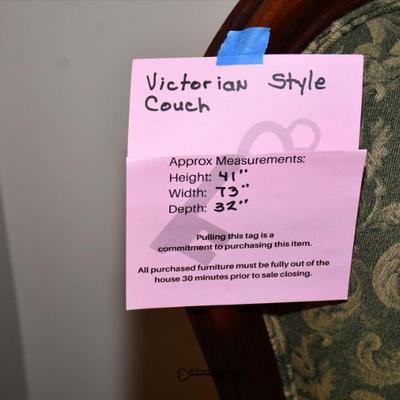 Victorian Style
Couch
Approx Measurements:
Height: 41"
Width: 73"
Depth: 32"
Pulling this tag is a
commitment to purchasing this item.
All purchased furniture must be fully out of the
house 30 minutes prior to sale closing.